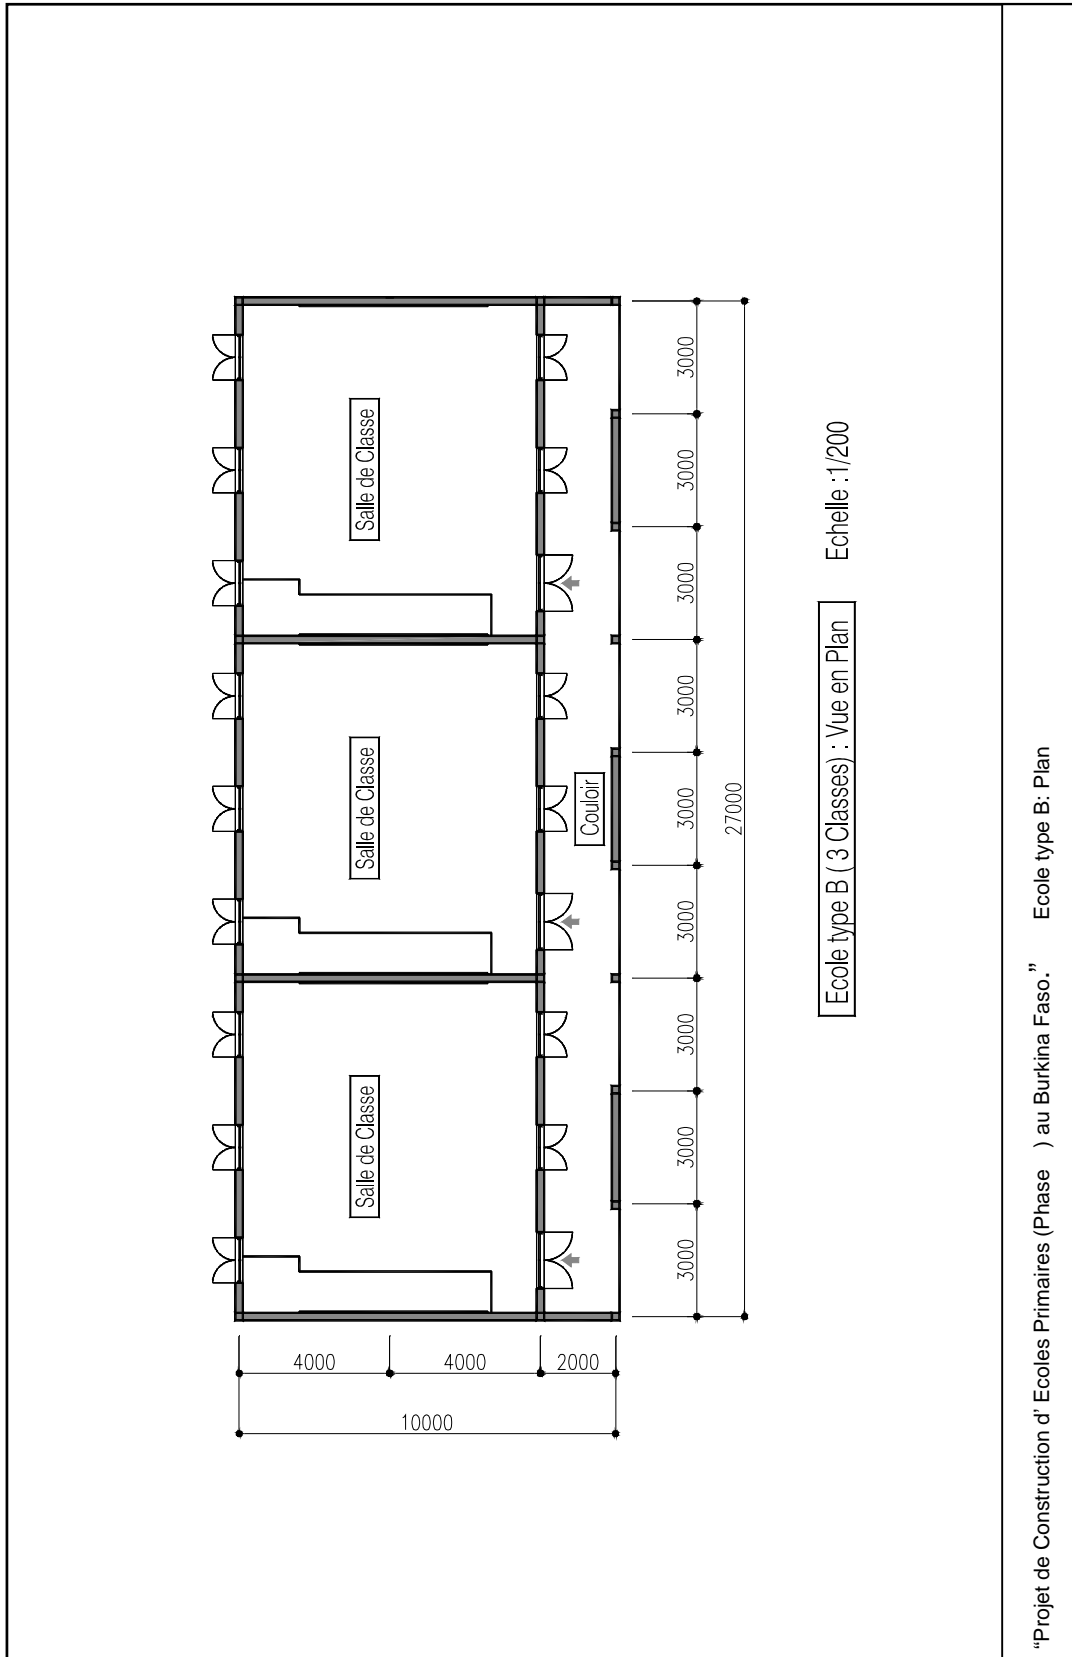 Salle de Classe
Salle de Classe
Salle de Classe
Couloir
3000
3000
3000
3000
3000
3000
3000
3000
3000
27000
4000
4000
2000
10000
Ecole type B ( 3 Classes) : Vue en Plan
Echelle :1/200
“Projet de Construction d’ Ecoles Primaires (Phase ) au Burkina Faso.” Ecole type B: Plan